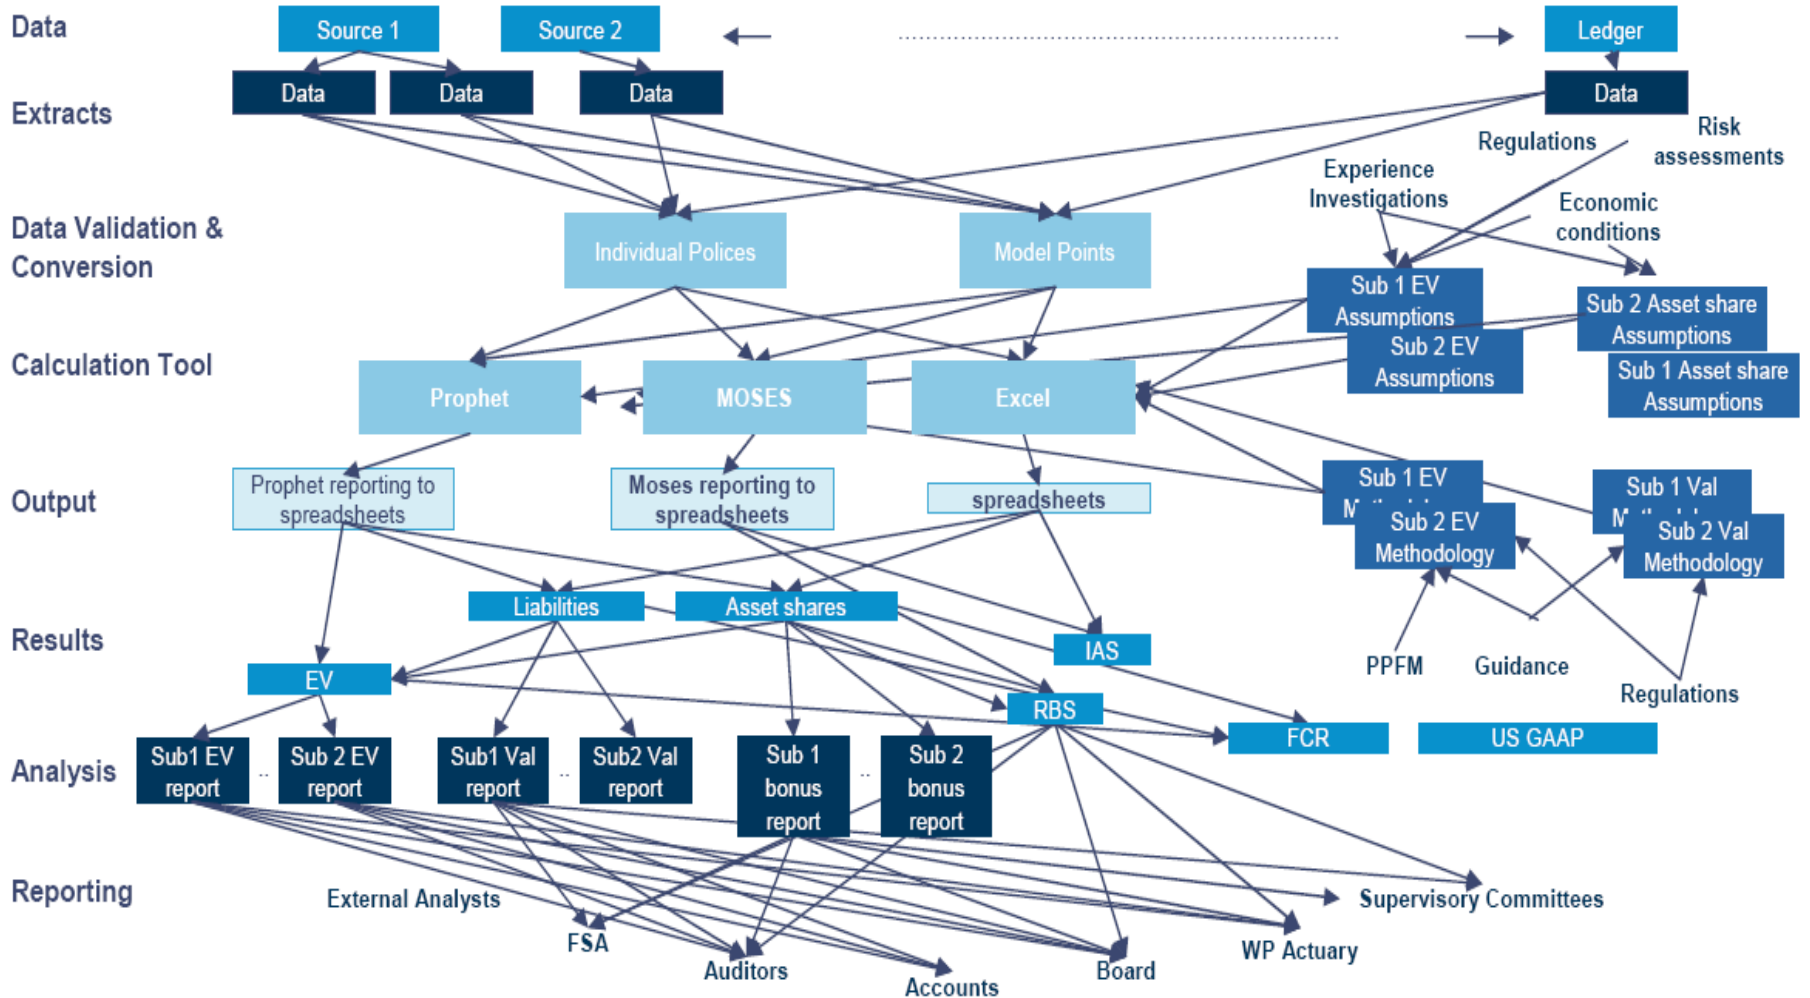 Data
Source 1
Source 2
Ledger
Extracts
Data
Data
Data
Data
Regulations
Risk
assessments
Experience
Investigations
Economic
conditions
Data Validation &
Conversion
Individual Polices
Model Points
Sub 1 EV
Assumptions
Sub 2 EV
Assumptions
Sub 2 Asset share
Assumptions
Sub 1 Asset share
Assumptions
Calculation Tool
Prophet
MOSES
Excel
Output
Prophet reporting to
spreadsheets
Moses reporting to
spreadsheets
spreadsheets
Sub 1 EV
Sub 2 EV
Methodology
Sub 1 Val
Sub 2 Val
Methodology
Results
Liabilities
Asset shares
IAS
EV
RBS
FCR
US GAAP
PPFM
Guidance
Regulations
Analysis
Sub1 EV
report
..
Sub 2 EV
report
Sub1 Val
report
..
Sub2 Val
report
Sub 1
bonus
report
..
Sub 2
bonus
report
Reporting
External Analysts
FSA
Auditors
Accounts
Board
WP Actuary
Supervisory Committees